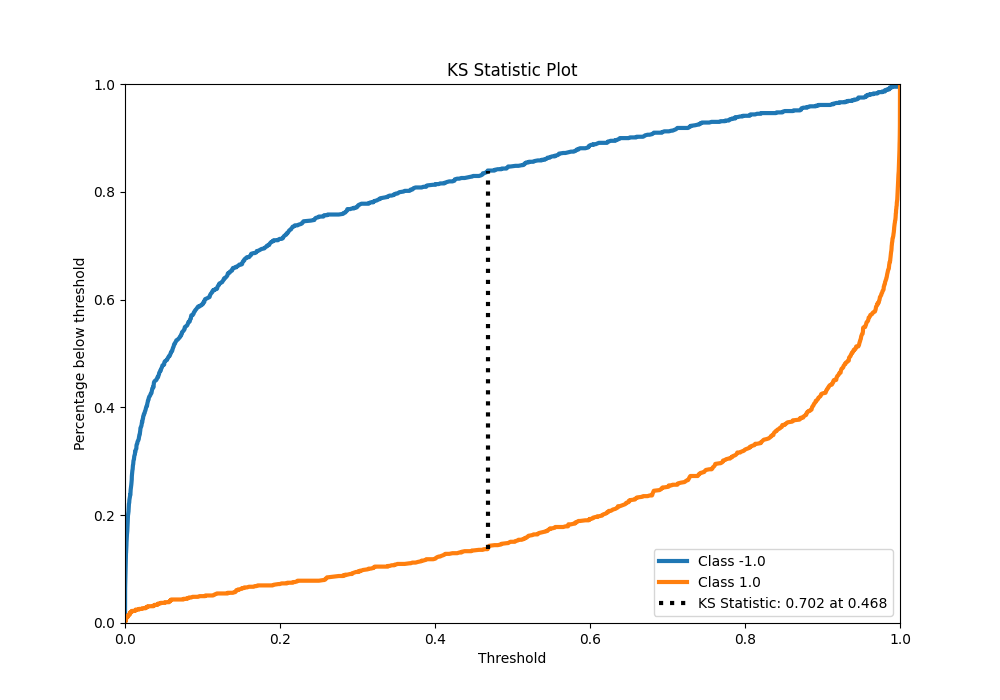 KS Statistic Plot
1.0
0.8
0.6
0.4
0.2
0.0
Percentage below threshold
0.0 0.2 0.4 0.6 0.8 1.0
Threshold
Class -1.0
Class 1.0
KS Statistic: 0.702 at 0.468